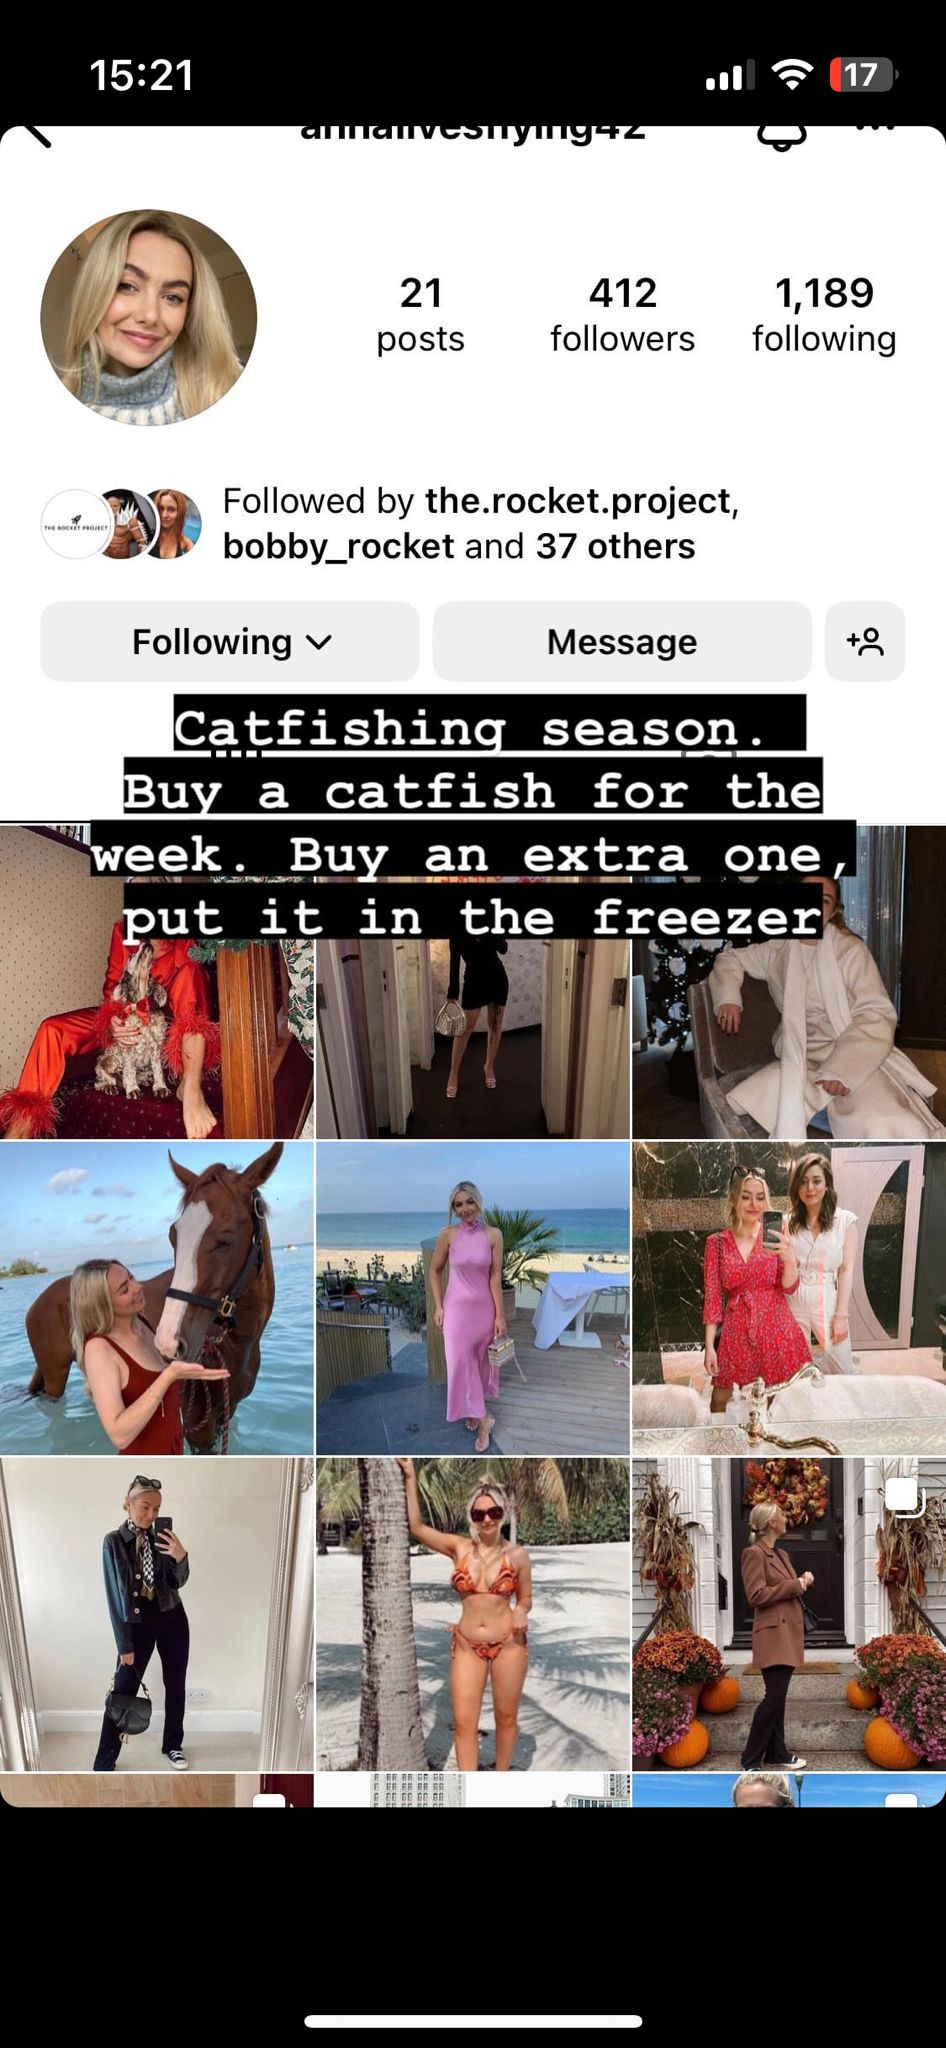 15:21
17
annalivesflying42
21
posts
412
followers
1,189
following
THE ROCKET PROJECT
Followed by the.rocket.project,
bobby_rocket and 37 others
Following
Message
Catfishing season.
Buy a catfish for the
week. Buy an extra one,
put it in the freezer